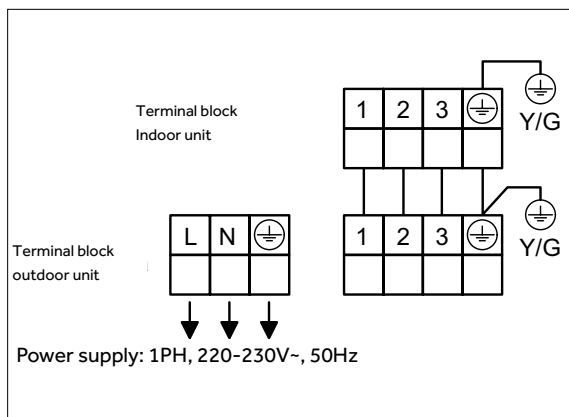 Terminal block
Indoor unit
1 2 3
Y/G
Terminal block
outdoor unit
L N
1 2 3
Y/G
Power supply: 1PH, 220-230V~, 50Hz